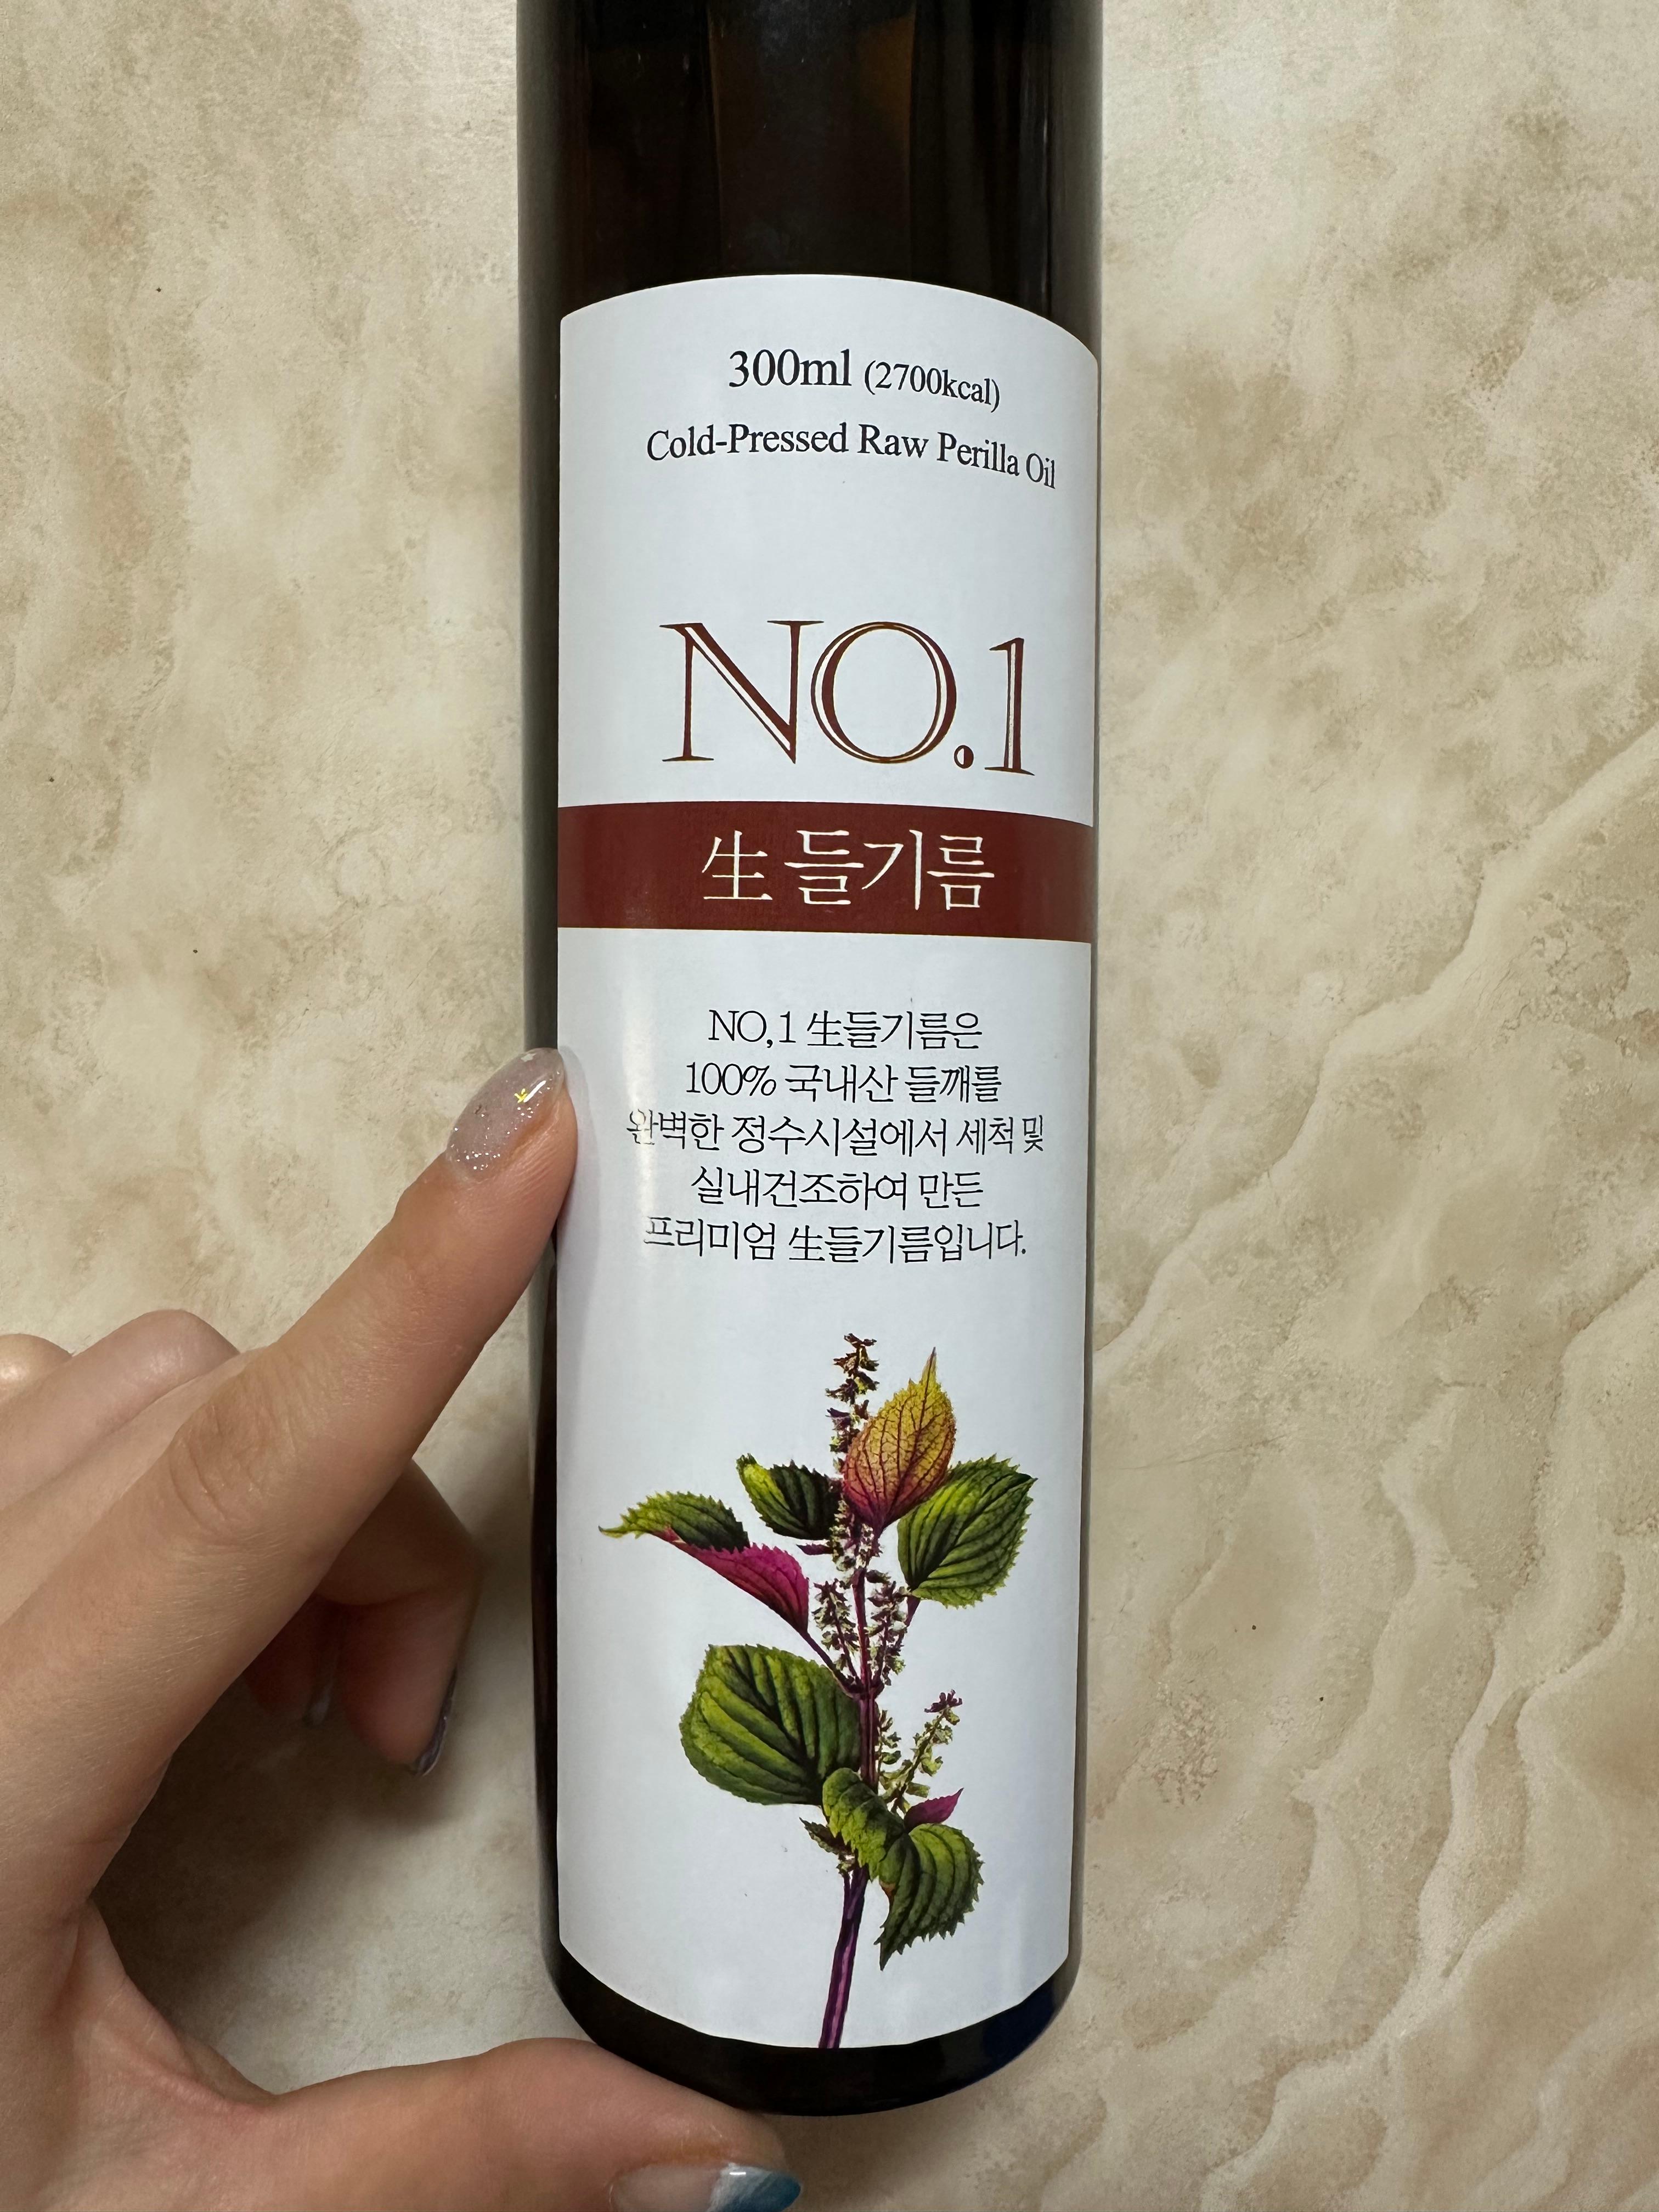 300ml (2700kcal)
Cold-Pressed Raw Perilla Oil
NO.1
生 들기름
NO,1 生들기름은
100% 국내산 들깨를
완벽한 정수시설에서 세척 및
실내건조하여 만든
프리미엄 生들기름입니다.